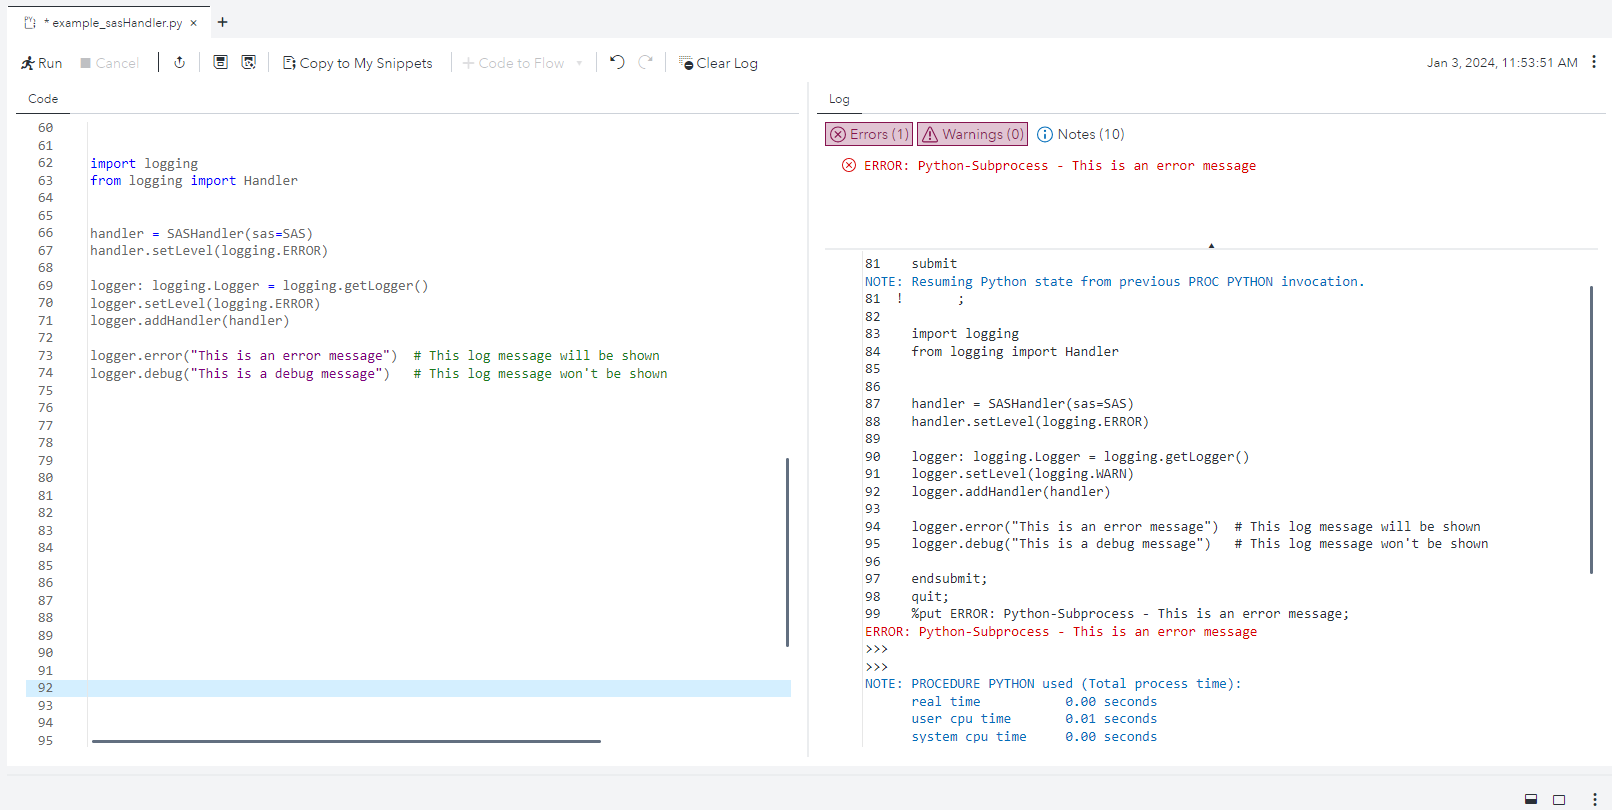 * example_sasHandler.py × +
Run Cancel Copy to My Snippets + Code to Flow Clear Log Jan 3, 2024, 11:53:51 AM
Code
60
61
62 import logging
63 from logging import Handler
64
65
66 handler = SASHandler(sas=SAS)
67 handler.setLevel(logging.ERROR)
68
69 logger: logging.Logger = logging.getLogger()
70 logger.setLevel(logging.ERROR)
71 logger.addHandler(handler)
72
73 logger.error("This is an error message")  # This log message will be shown
74 logger.debug("This is a debug message")   # This log message won't be shown
75
76
77
78
79
80
81
82
83
84
85
86
87
88
89
90
91
92
93
94
95
Log
Errors (1) Warnings (0) Notes (10)
ERROR: Python-Subprocess - This is an error message
81    submit
NOTE: Resuming Python state from previous PROC PYTHON invocation.
81  !       ;
82
83    import logging
84    from logging import Handler
85
86
87    handler = SASHandler(sas=SAS)
88    handler.setLevel(logging.ERROR)
89
90    logger: logging.Logger = logging.getLogger()
91    logger.setLevel(logging.WARN)
92    logger.addHandler(handler)
93
94    logger.error("This is an error message")  # This log message will be shown
95    logger.debug("This is a debug message")   # This log message won't be shown
96
97    endsubmit;
98    quit;
99    %put ERROR: Python-Subprocess - This is an error message;
ERROR: Python-Subprocess - This is an error message
>>>
>>>
NOTE: PROCEDURE PYTHON used (Total process time):
real time           0.00 seconds
user cpu time       0.01 seconds
system cpu time     0.00 seconds